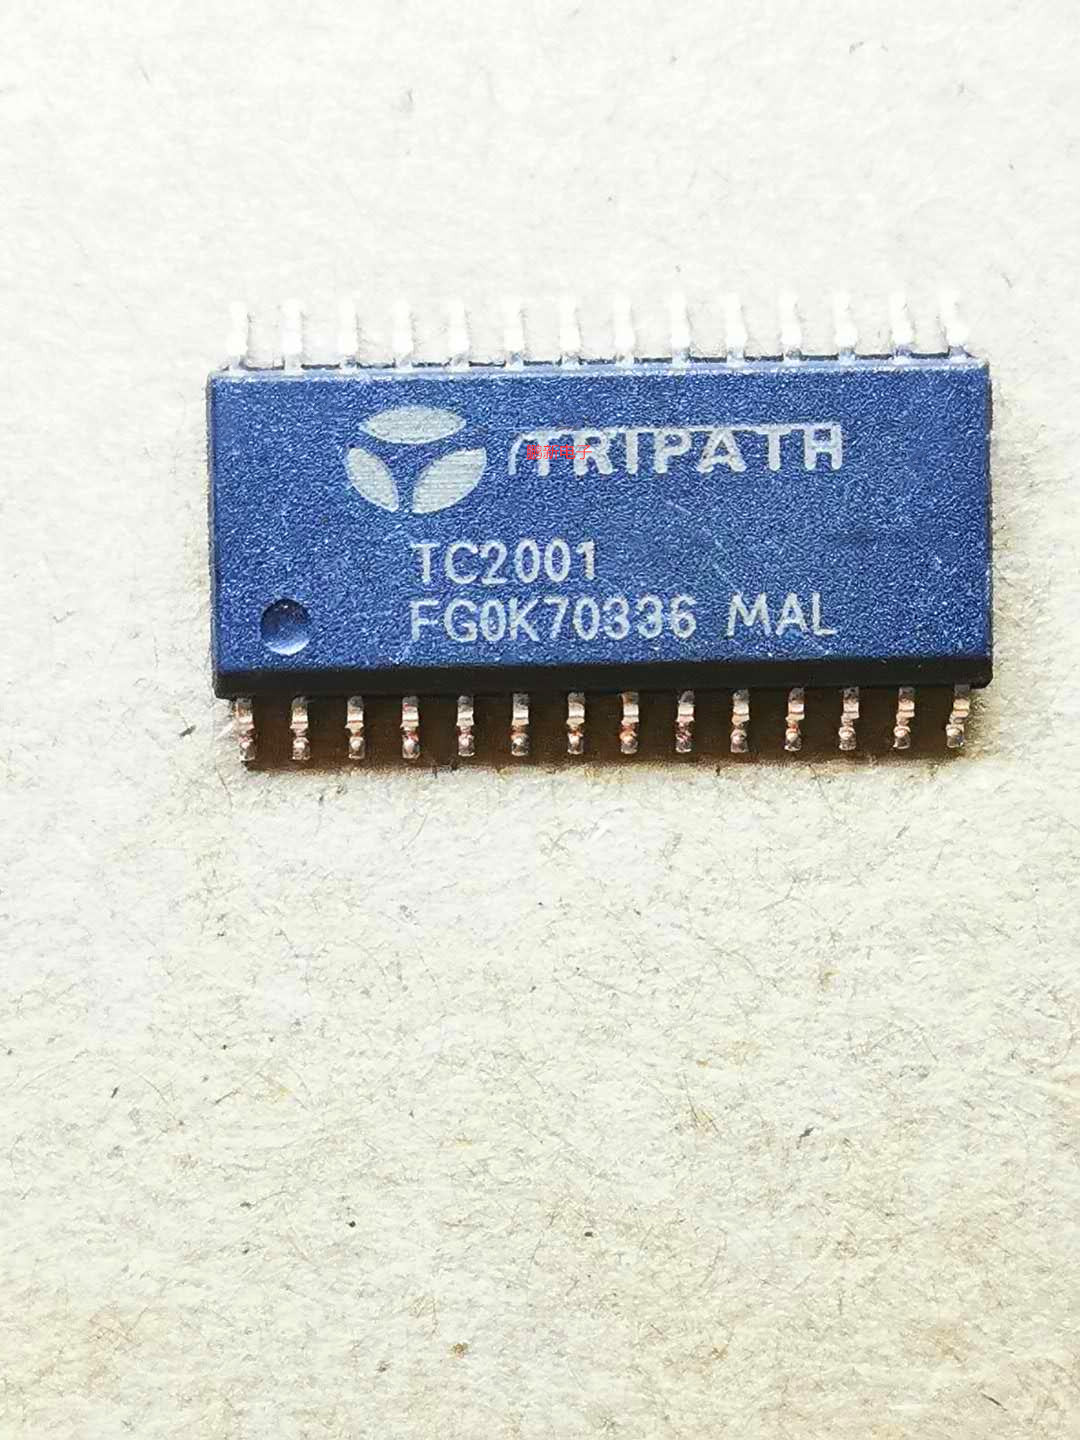 TRIPATH
TC2001
FG0K70336 MAL